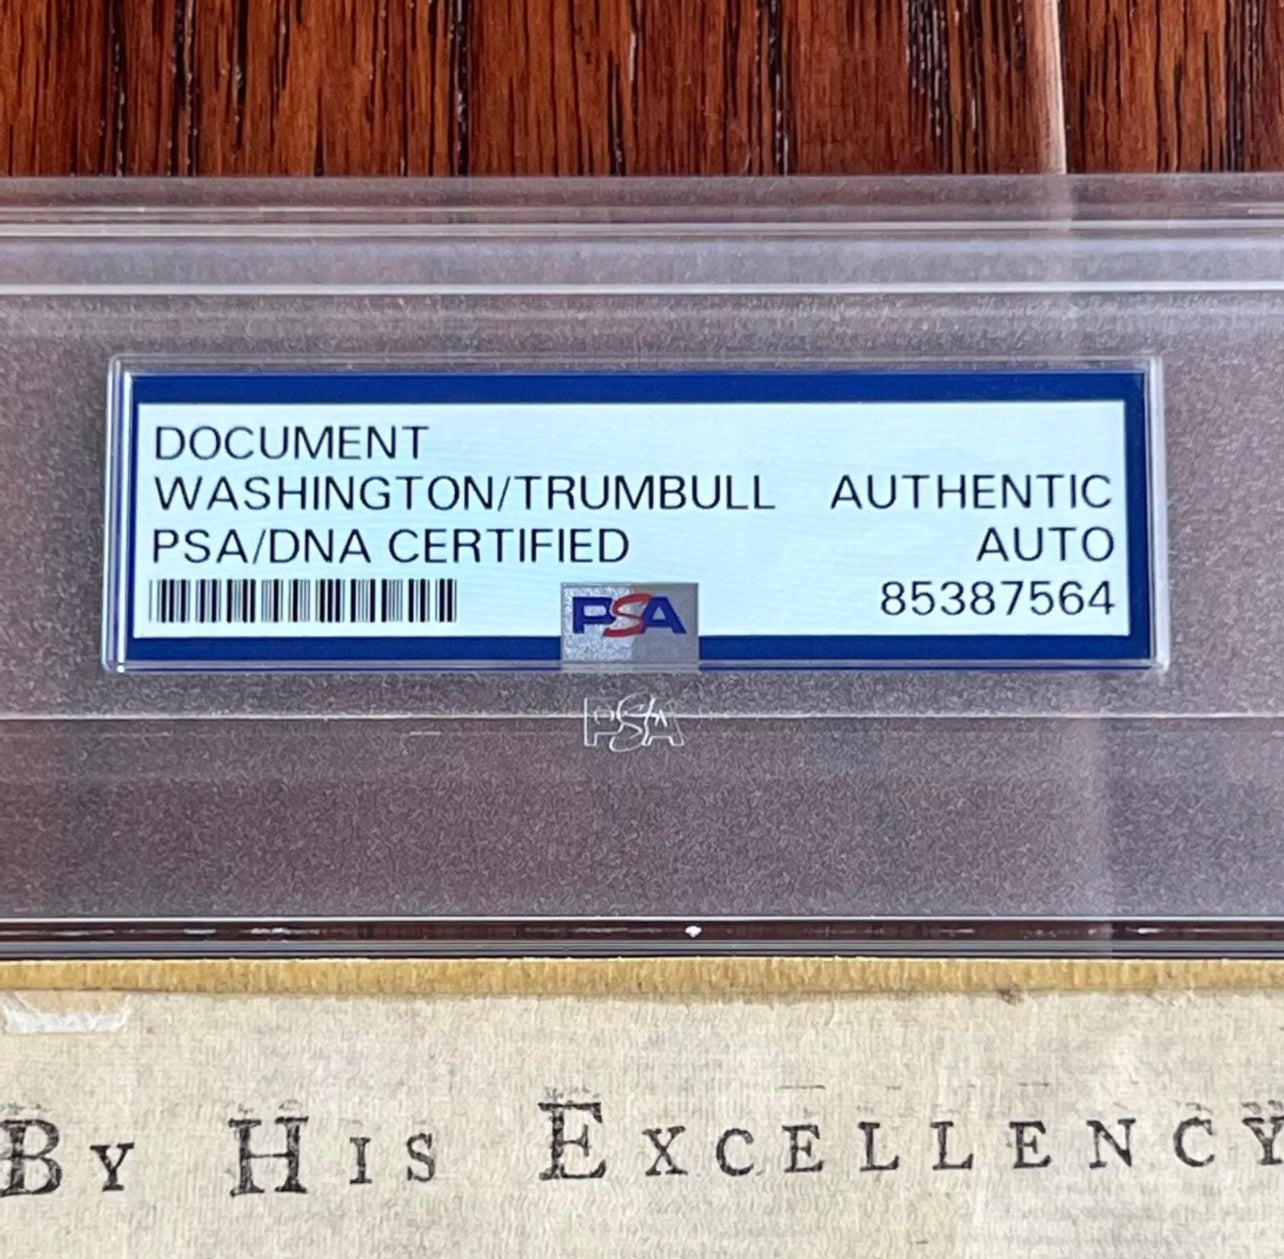 DOCUMENT
WASHINGTON/TRUMBULL AUTHENTIC
PSA/DNA CERTIFIED AUTO
85387564
PSA
PSA
BY HIS EXCELLENCY